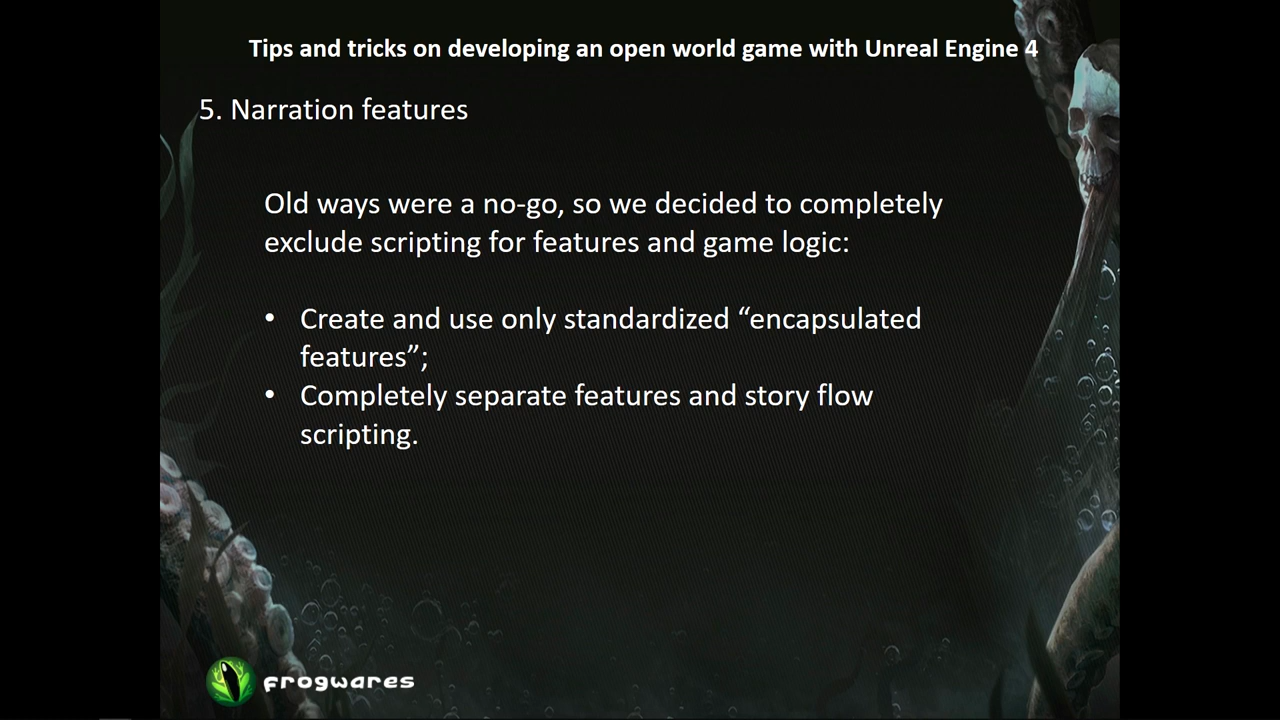 Tips and tricks on developing an open world game with Unreal Engine 4
5. Narration features
Old ways were a no-go, so we decided to completely
exclude scripting for features and game logic:
• Create and use only standardized “encapsulated
features”;
• Completely separate features and story flow
scripting.
frogwares